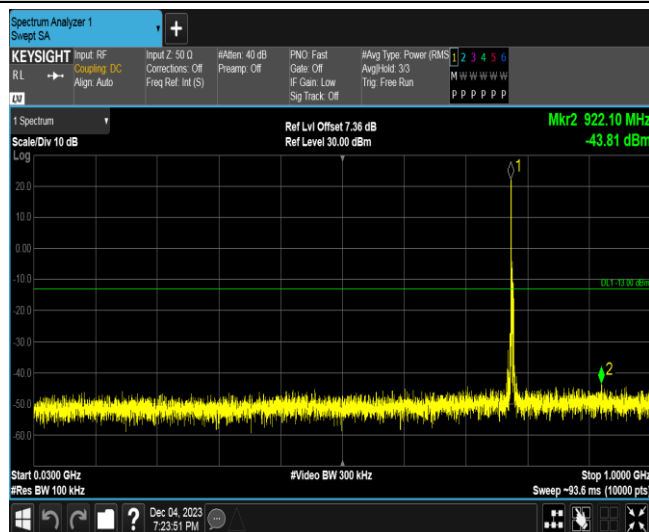 Spectrum Analyzer 1
Swept SA
+
KEYSIGHT
RL
LXI
Input: RF
Coupling: DC
Align: Auto
Input Z: 50 Ω
Corrections: Off
Freq Ref: Int (S)
#Atten: 40 dB
Preamp: Off
PNO: Fast
Gate: Off
IF Gain: Low
Sig Track: Off
#Avg Type: Power (RMS
Avg|Hold: 3/3
Trig: Free Run
1 2 3 4 5 6
M W W W W W
P P P P P P
1 Spectrum
Scale/Div 10 dB
Log
Ref Lvl Offset 7.36 dB
Ref Level 30.00 dBm
Mkr2 922.10 MHz
-43.81 dBm
1
20.0
10.0
0.00
-10.0
DL1 -13.00 dBm
-20.0
-30.0
-40.0
2
-50.0
-60.0
Start 0.0300 GHz
#Res BW 100 kHz
#Video BW 300 kHz
Stop 1.0000 GHz
Sweep ~93.6 ms (10000 pts)
?
Dec 04, 2023
7:23:51 PM